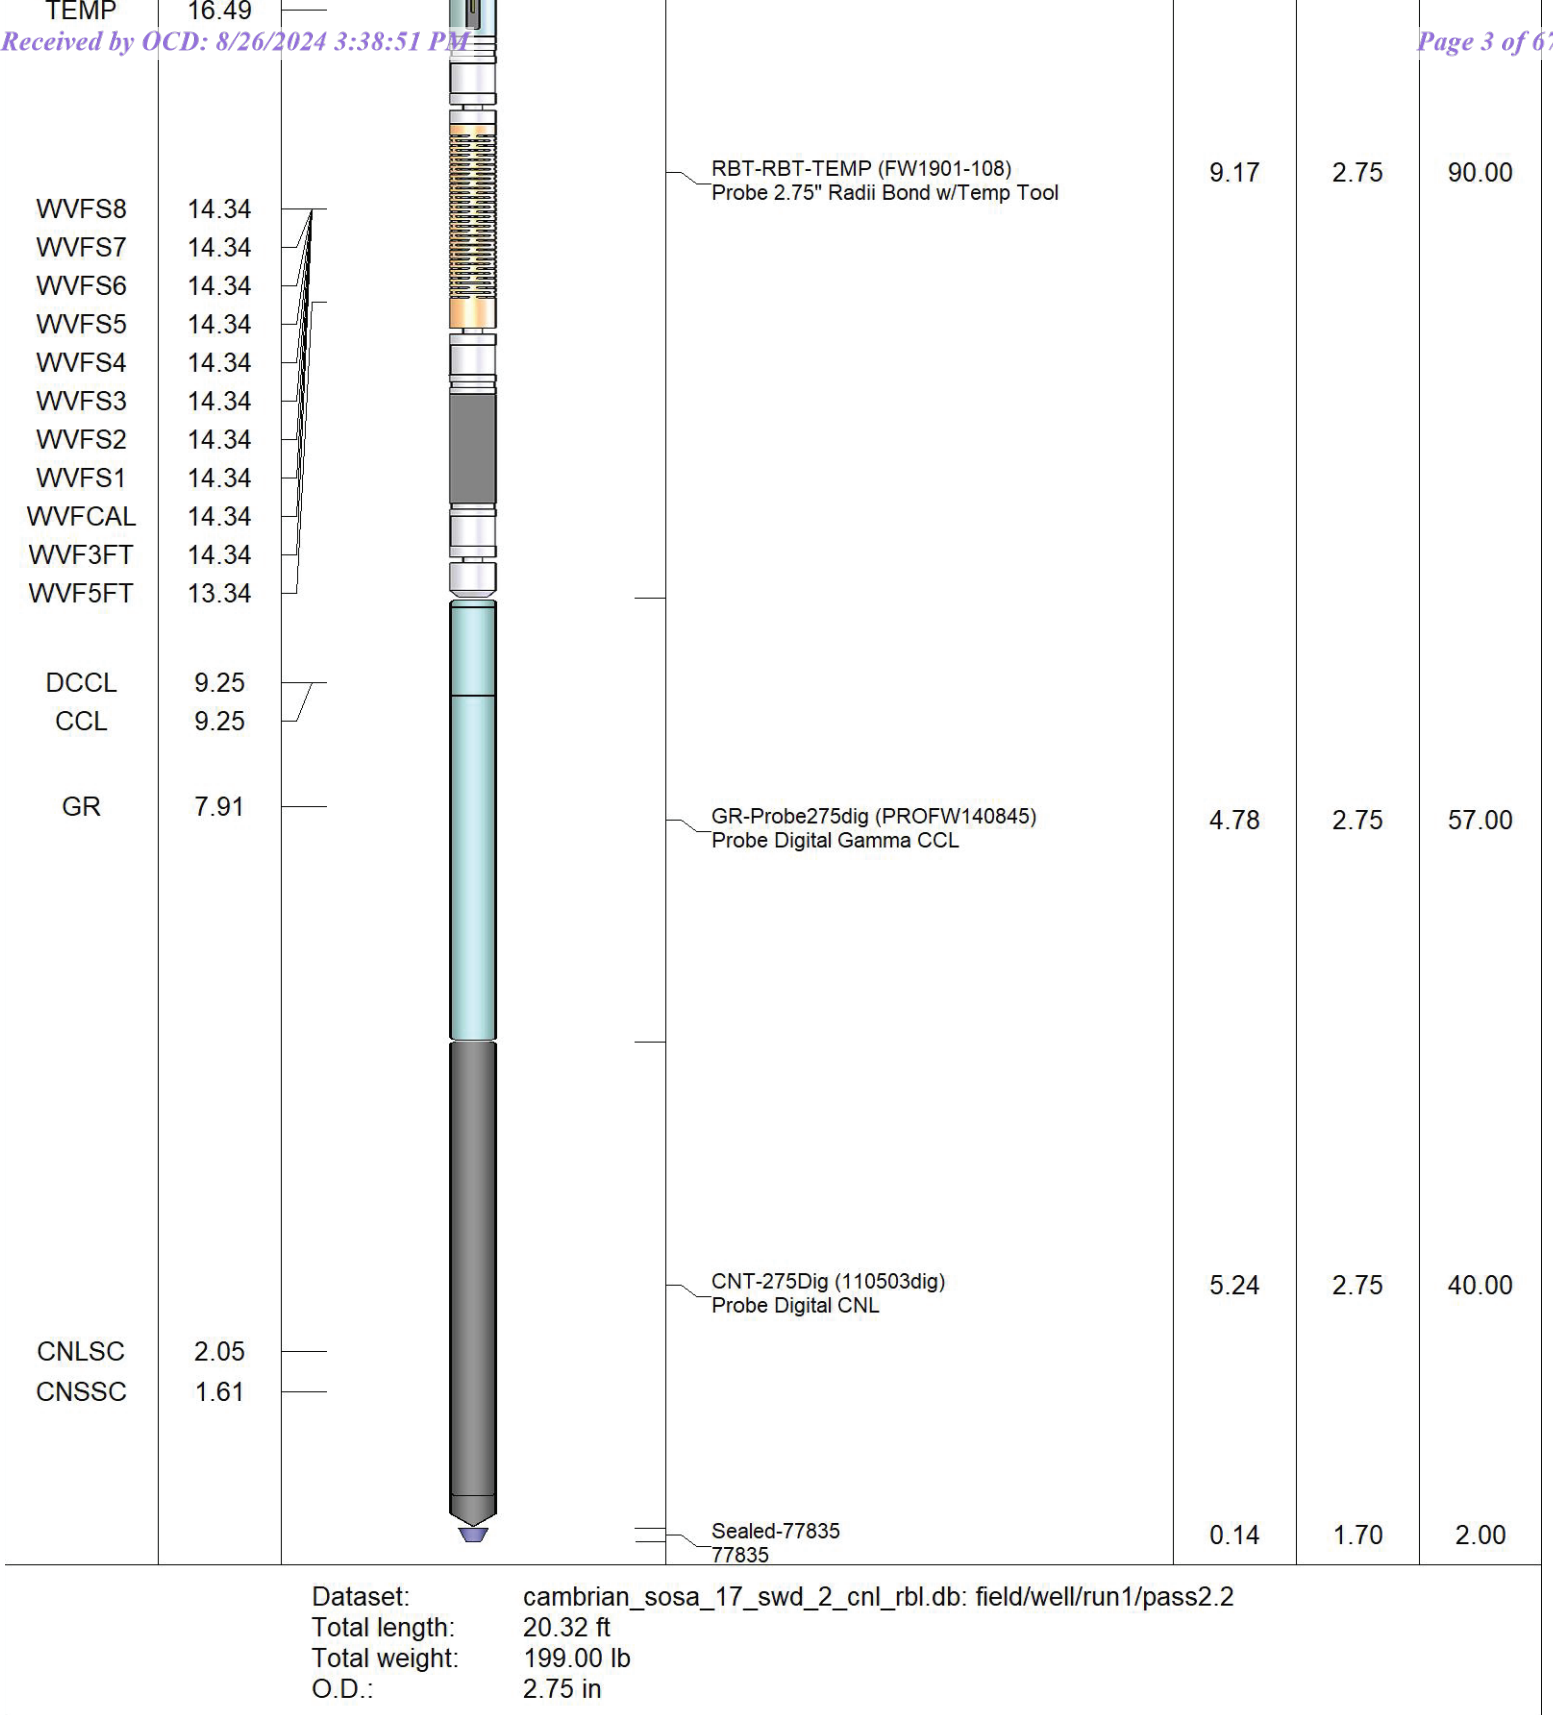 TEMP 16.49
Received by OCD: 8/26/2024 3:38:51 PM Page 3 of 67
RBT-RBT-TEMP (FW1901-108) 9.17 2.75 90.00
Probe 2.75" Radii Bond w/Temp Tool
WVFS8 14.34
WVFS7 14.34
WVFS6 14.34
WVFS5 14.34
WVFS4 14.34
WVFS3 14.34
WVFS2 14.34
WVFS1 14.34
WVFCAL 14.34
WVF3FT 14.34
WVF5FT 13.34
DCCL 9.25
CCL 9.25
GR 7.91
GR-Probe275dig (PROFW140845) 4.78 2.75 57.00
Probe Digital Gamma CCL
CNT-275Dig (110503dig) 5.24 2.75 40.00
Probe Digital CNL
CNLSC 2.05
CNSSC 1.61
Sealed-77835 0.14 1.70 2.00
77835
Dataset: cambrian_sosa_17_swd_2_cnl_rbl.db: field/well/run1/pass2.2
Total length: 20.32 ft
Total weight: 199.00 lb
O.D.: 2.75 in